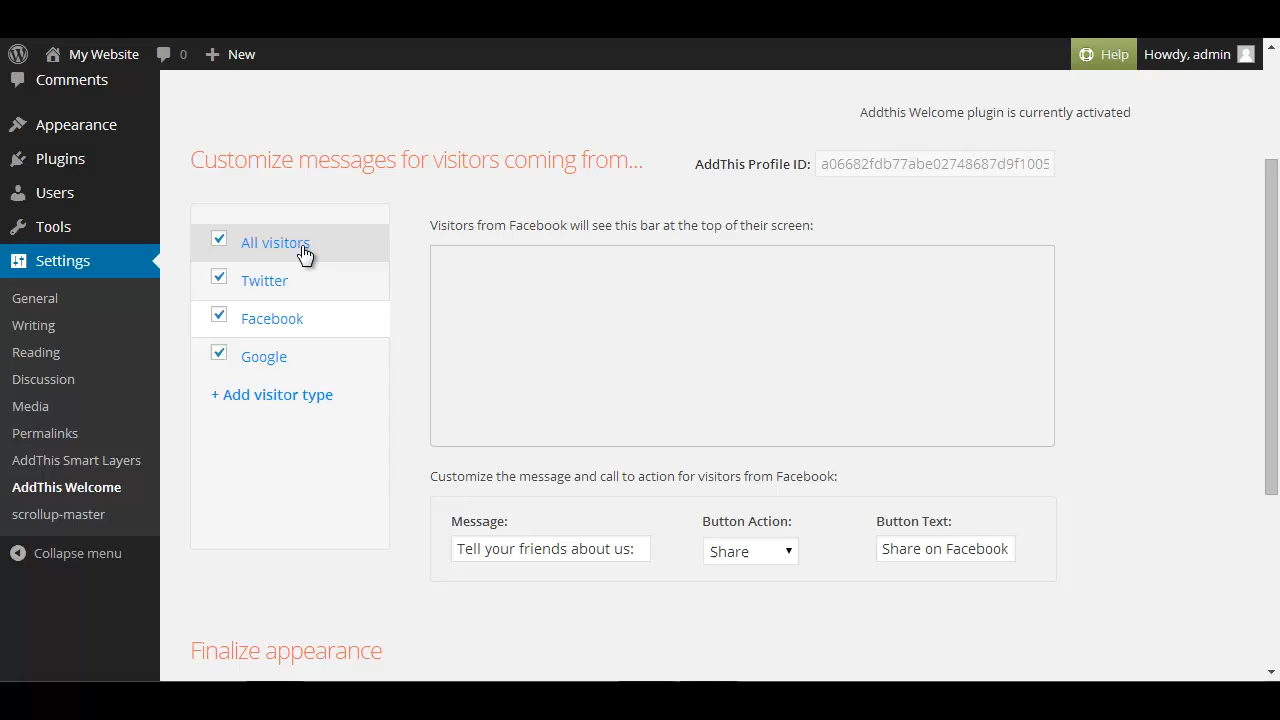 My Website
0
New
Help
Howdy, admin
Comments
Appearance
Plugins
Users
Tools
Settings
General
Writing
Reading
Discussion
Media
Permalinks
AddThis Smart Layers
AddThis Welcome
scrollup-master
Collapse menu
Addthis Welcome plugin is currently activated
Customize messages for visitors coming from...
AddThis Profile ID: a06682fdb77abe02748687d9f1005
All visitors
Twitter
Facebook
Google
+ Add visitor type
Visitors from Facebook will see this bar at the top of their screen:
Customize the message and call to action for visitors from Facebook:
Message:
Button Action:
Button Text:
Tell your friends about us:
Share
Share on Facebook
Finalize appearance